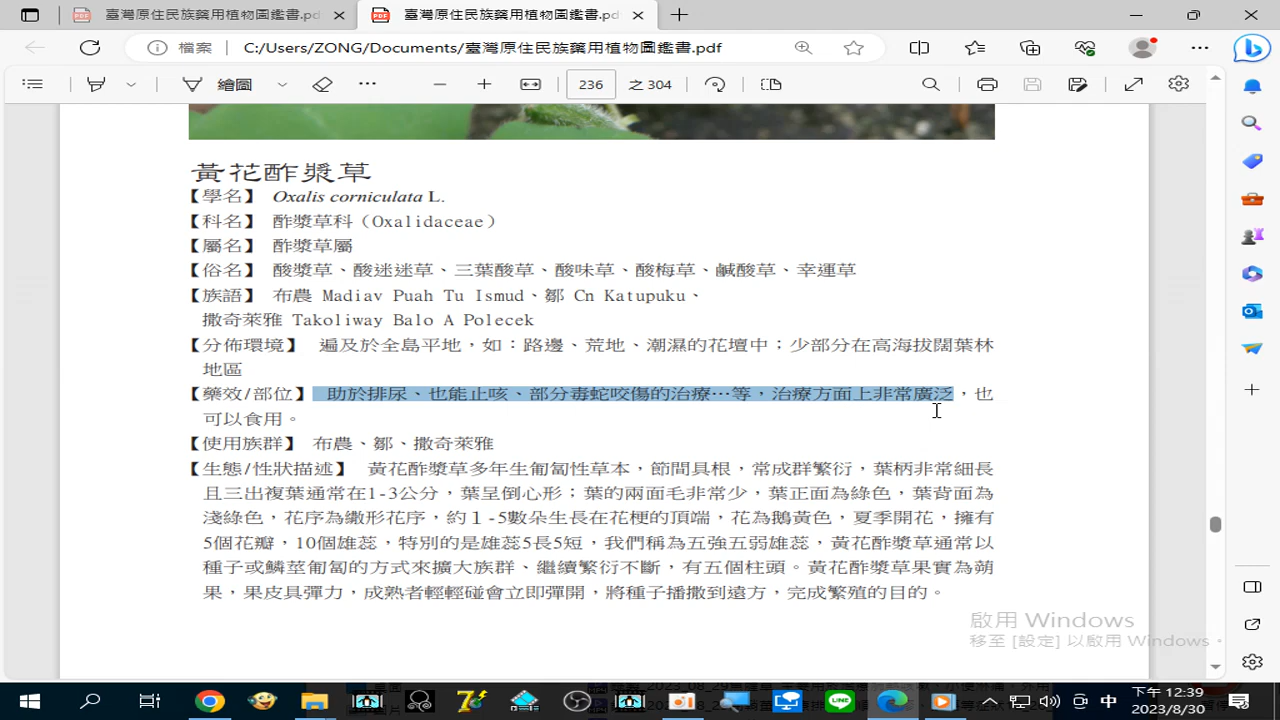 臺灣原住民族藥用植物圖鑑書.pd
臺灣原住民族藥用植物圖鑑書.pd
檔案
C:/Users/ZONG/Documents/臺灣原住民族藥用植物圖鑑書.pdf
繪圖
236
之 304
黃花酢漿草
【學名】 Oxalis corniculata L.
【科名】 酢漿草科（Oxalidaceae）
【屬名】 酢漿草屬
【俗名】 酸漿草、酸迷迷草、三葉酸草、酸味草、酸梅草、鹹酸草、幸運草
【族語】 布農 Madiav Puah Tu Ismud、鄒 Cn Katupuku、
撒奇萊雅 Takoliway Balo A Polecek
【分佈環境】 遍及於全島平地，如：路邊、荒地、潮濕的花壇中；少部分在高海拔闊葉林
地區
【藥效/部位】 助於排尿、也能止咳、部分毒蛇咬傷的治療…等，治療方面上非常廣泛，也
可以食用。
【使用族群】 布農、鄒、撒奇萊雅
【生態/性狀描述】 黃花酢漿草多年生匍匐性草本，節間具根，常成群繁衍，葉柄非常細長
且三出複葉通常在1-3公分，葉呈倒心形；葉的兩面毛非常少，葉正面為綠色，葉背面為
淺綠色，花序為繖形花序，約１-5數朵生長在花梗的頂端，花為鵝黃色，夏季開花，擁有
5個花瓣，10個雄蕊，特別的是雄蕊5長5短，我們稱為五強五弱雄蕊，黃花酢漿草通常以
種子或鱗莖匍匐的方式來擴大族群、繼續繁衍不斷，有五個柱頭。黃花酢漿草果實為蒴
果，果皮具彈力，成熟者輕輕碰會立即彈開，將種子播撒到遠方，完成繁殖的目的。
啟用 Windows
移至 [設定] 以啟用 Windows。
中
下午 12:39
2023/8/30